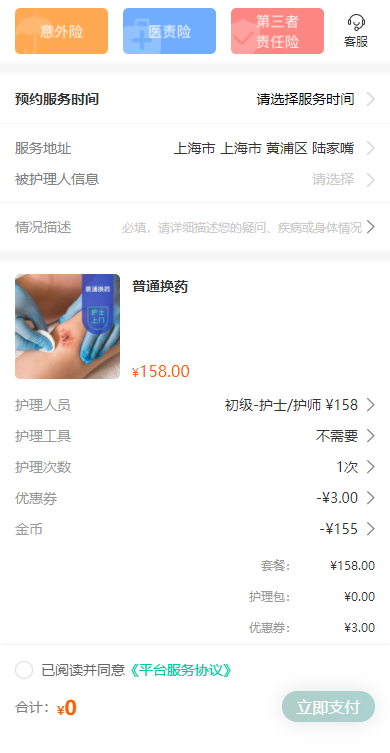 意外险
医责险
第三者
责任险
客服
预约服务时间 请选择服务时间
服务地址 上海市 上海市 黄浦区 陆家嘴
被护理人信息 请选择
情况描述 必填，请详细描述您的疑问、疾病或身体情况
普通换药
护士
上门
普通换药
¥158.00
护理人员 初级-护士/护师 ¥158
护理工具 不需要
护理次数 1次
优惠券 -¥3.00
金币 -¥155
套餐： ¥158.00
护理包： ¥0.00
优惠券： ¥3.00
已阅读并同意《平台服务协议》
合计：¥0 立即支付